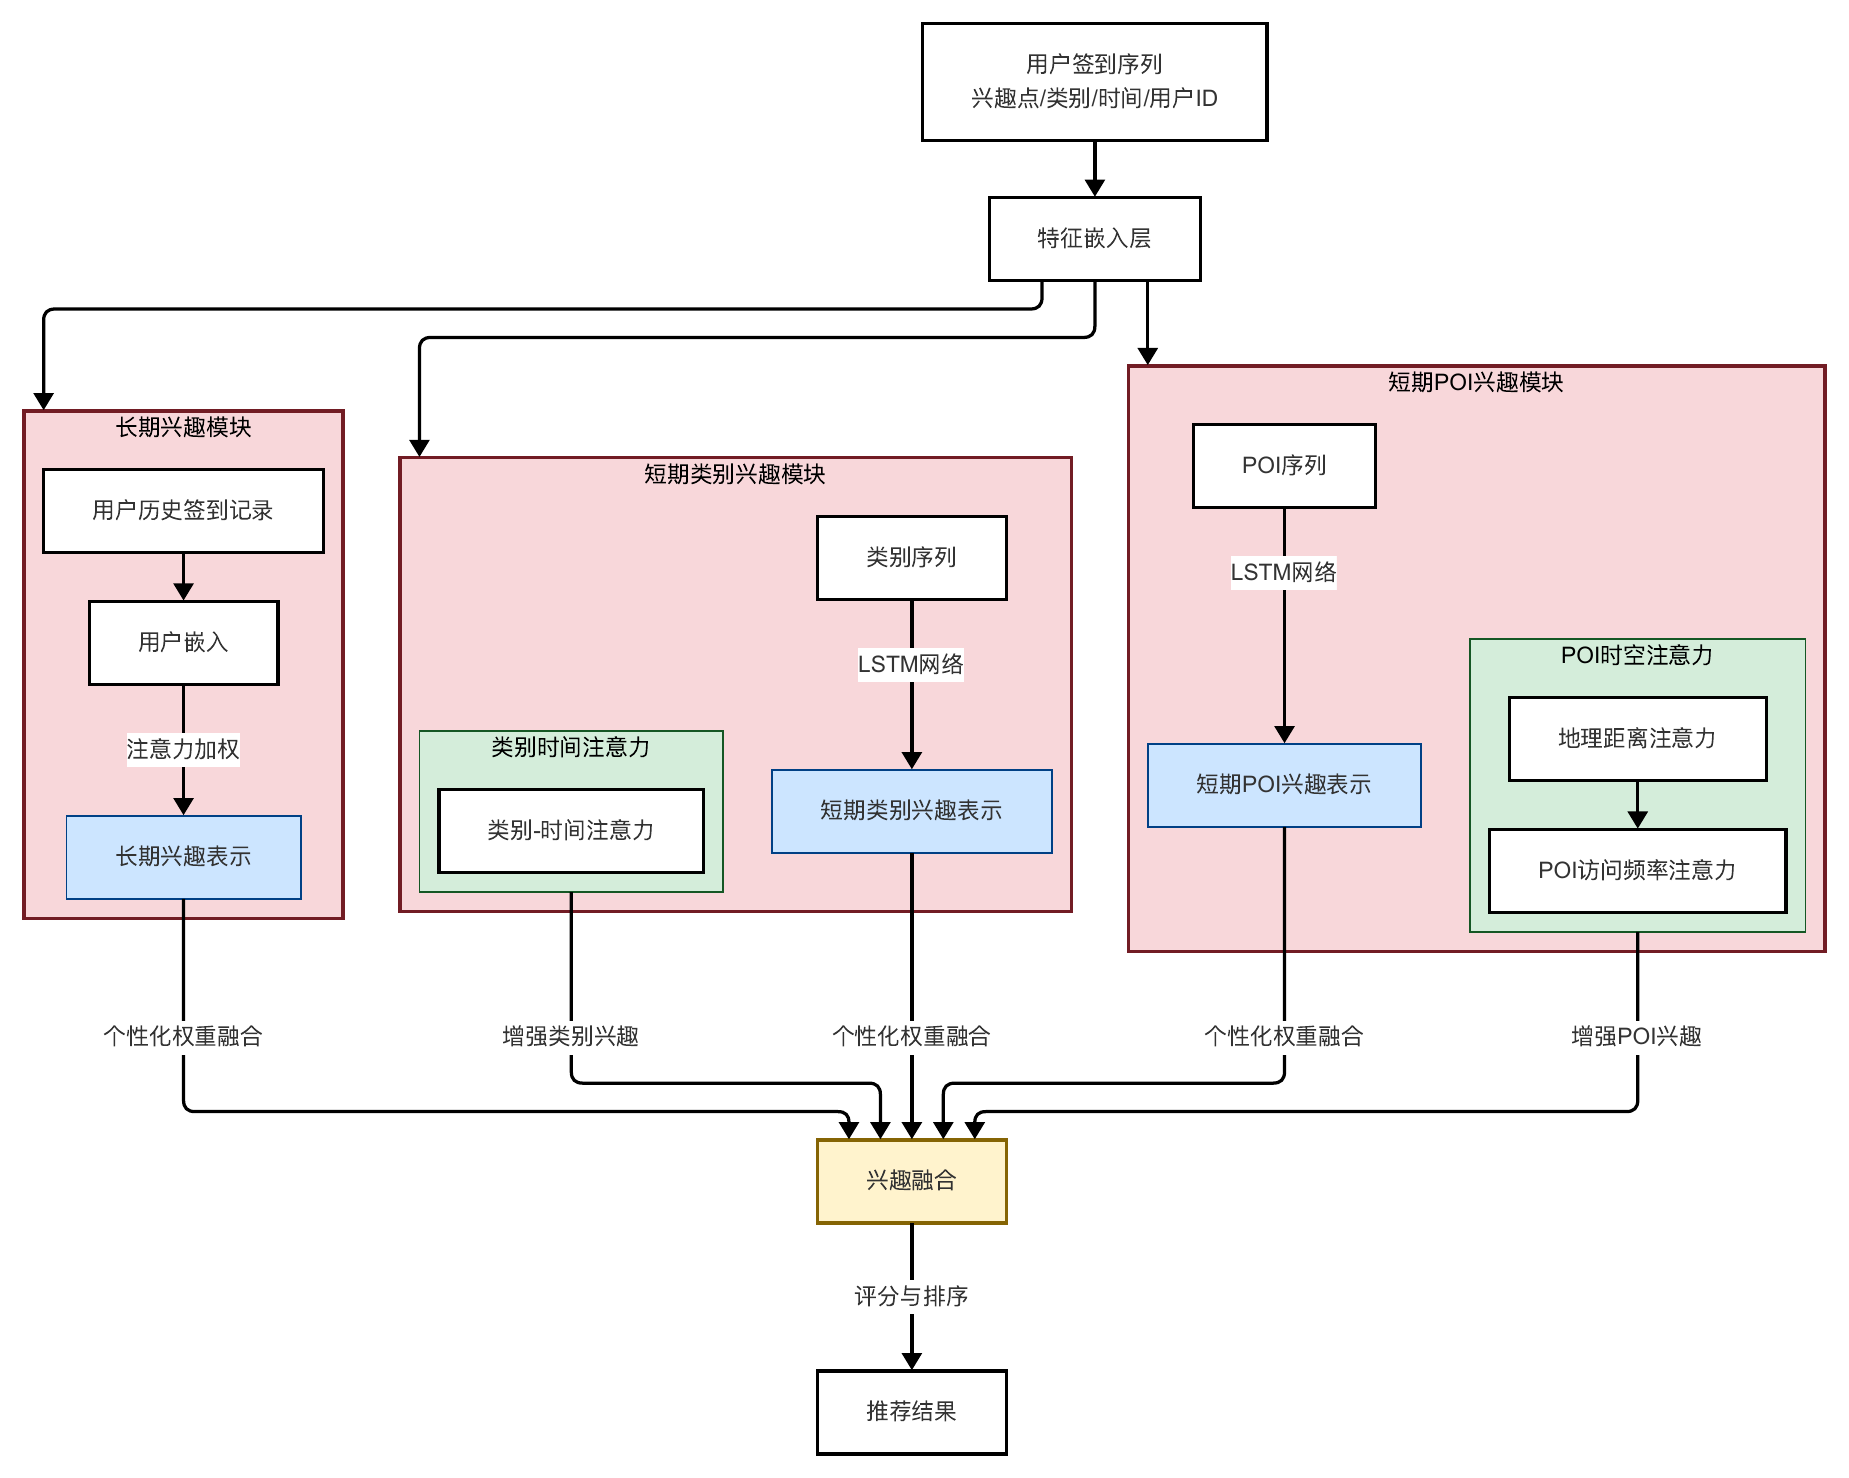 用户签到序列
兴趣点/类别/时间/用户ID
特征嵌入层
长期兴趣模块
用户历史签到记录
用户嵌入
注意力加权
长期兴趣表示
短期类别兴趣模块
类别序列
LSTM网络
类别时间注意力
类别-时间注意力
短期类别兴趣表示
短期POI兴趣模块
POI序列
LSTM网络
短期POI兴趣表示
POI时空注意力
地理距离注意力
POI访问频率注意力
个性化权重融合
增强类别兴趣
个性化权重融合
个性化权重融合
增强POI兴趣
兴趣融合
评分与排序
推荐结果